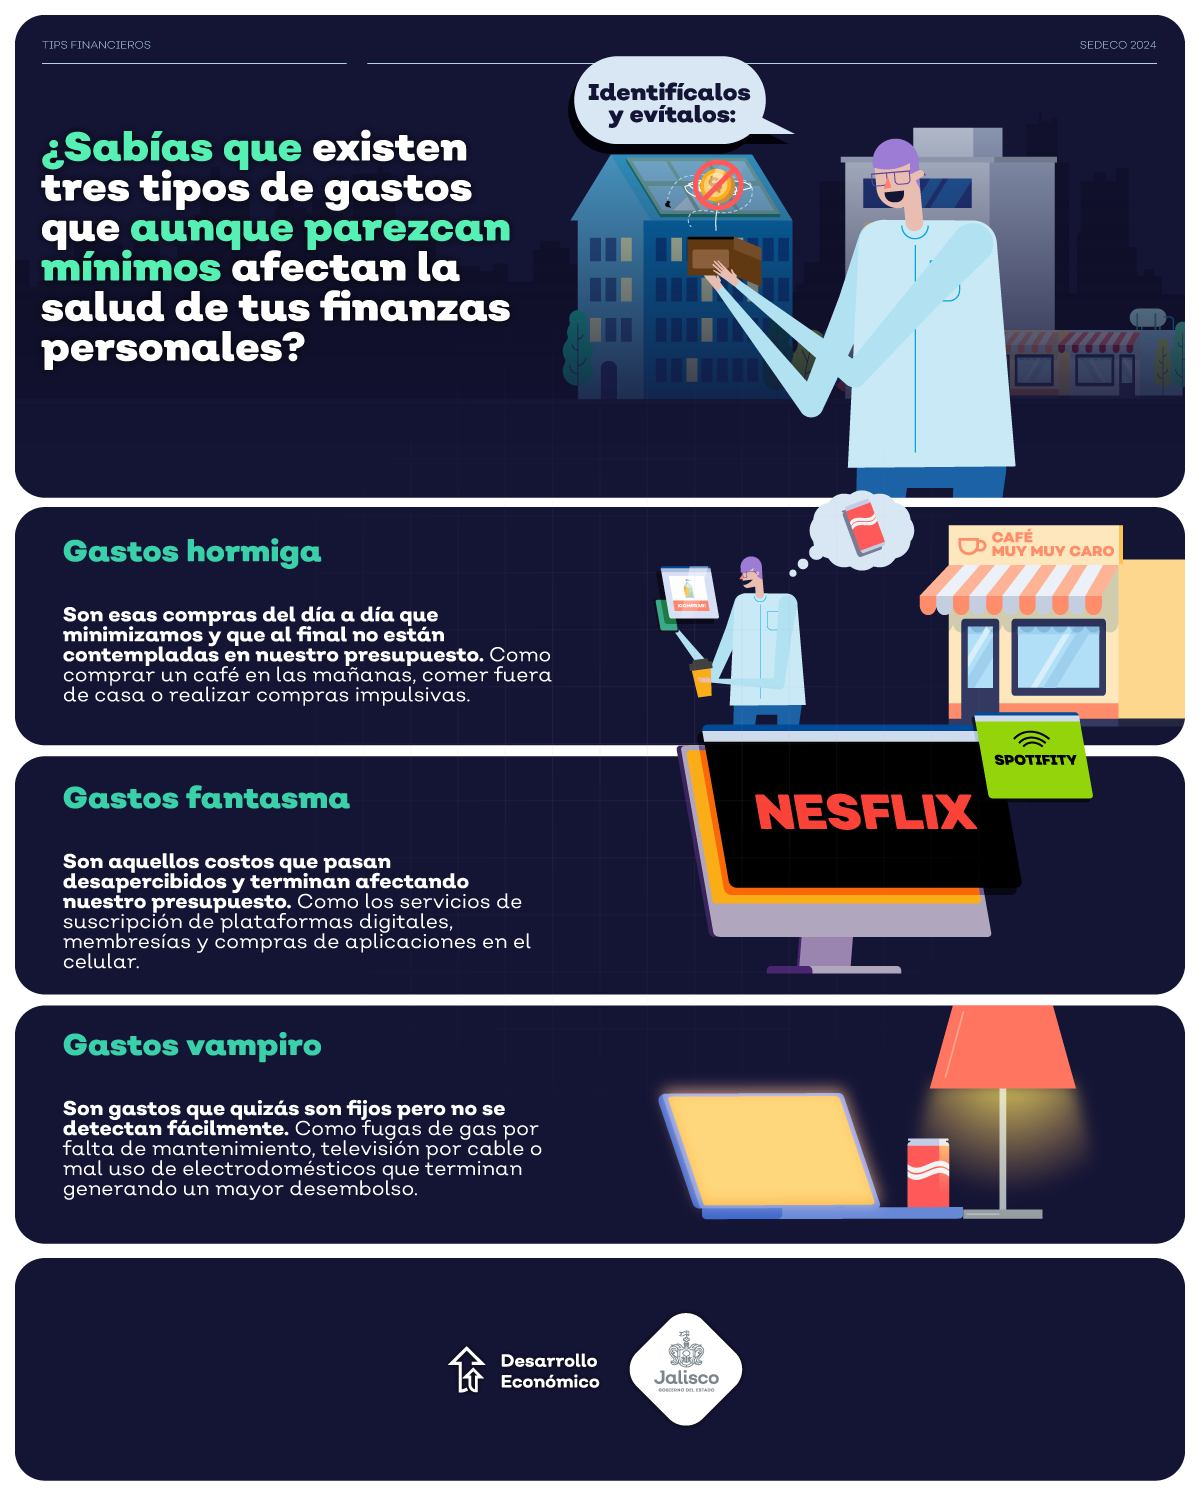 TIPS FINANCIEROS
SEDECO 2024
Identifícalos
y evítalos:
¿Sabías que existen
tres tipos de gastos
que aunque parezcan
mínimos afectan la
salud de tus finanzas
personales?
Gastos hormiga
Son esas compras del día a día que
minimizamos y que al final no están
contempladas en nuestro presupuesto. Como
comprar un café en las mañanas, comer fuera
de casa o realizar compras impulsivas.
¡COMPRAR!
CAFÉ
MUY MUY CARO
Gastos fantasma
Son aquellos costos que pasan
desapercibidos y terminan afectando
nuestro presupuesto. Como los servicios de
suscripción de plataformas digitales,
membresías y compras de aplicaciones en el
celular.
NESFLIX
SPOTIFITY
Gastos vampiro
Son gastos que quizás son fijos pero no se
detectan fácilmente. Como fugas de gas por
falta de mantenimiento, televisión por cable o
mal uso de electrodomésticos que terminan
generando un mayor desembolso.
Desarrollo
Económico
Jalisco
GOBIERNO DEL ESTADO